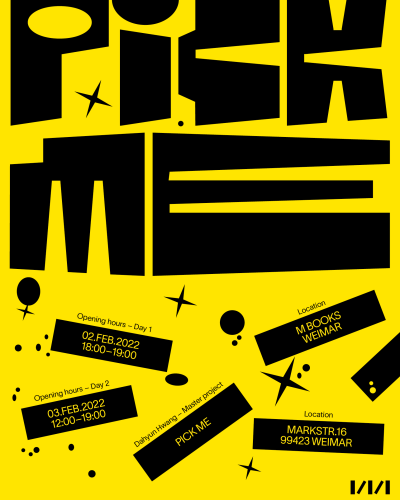 PICK
ME
Opening hours – Day 1
02.FEB.2022
18:00–19:00
Location
M BOOKS
WEIMAR
Opening hours – Day 2
03.FEB.2022
12:00–19:00
Dahyun Hwang – Master project
PICK ME
Location
MARKSTR.16
99423 WEIMAR